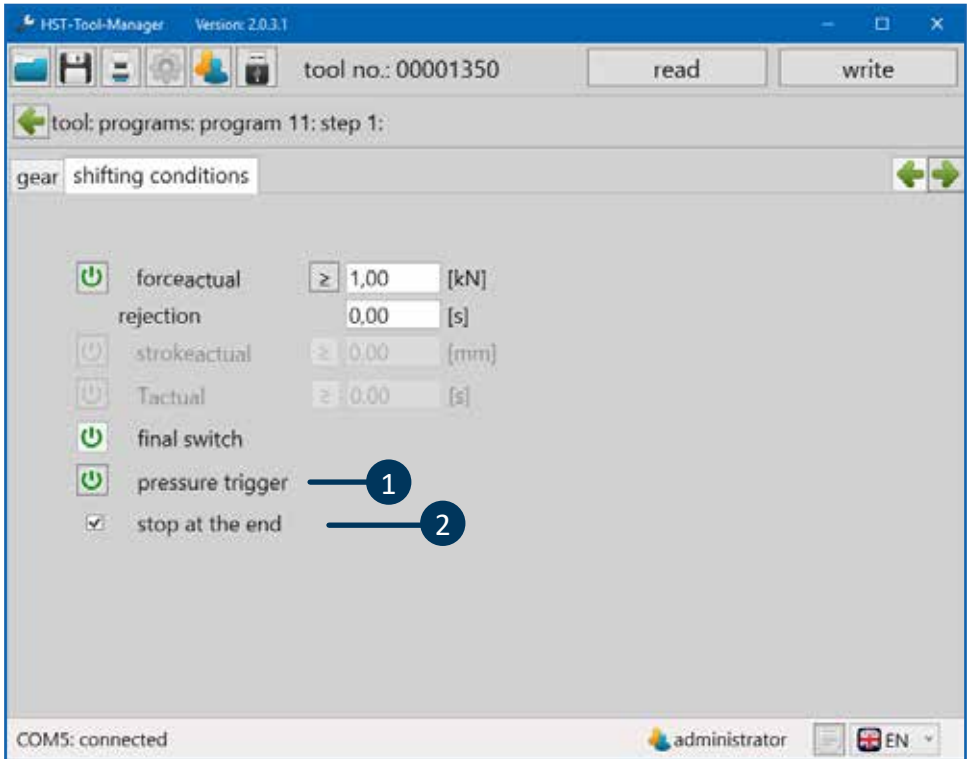 HST-Tool-Manager Version: 2.0.3.1
tool no.: 00001350 read write
tool: programs: program 11: step 1:
gear shifting conditions
forceactual ≥ 1,00 [kN]
rejection 0,00 [s]
strokeactual ≥ 0.00 [mm]
Tactual ≥ 0.00 [s]
final switch
pressure trigger 1
stop at the end 2
COM5: connected administrator EN